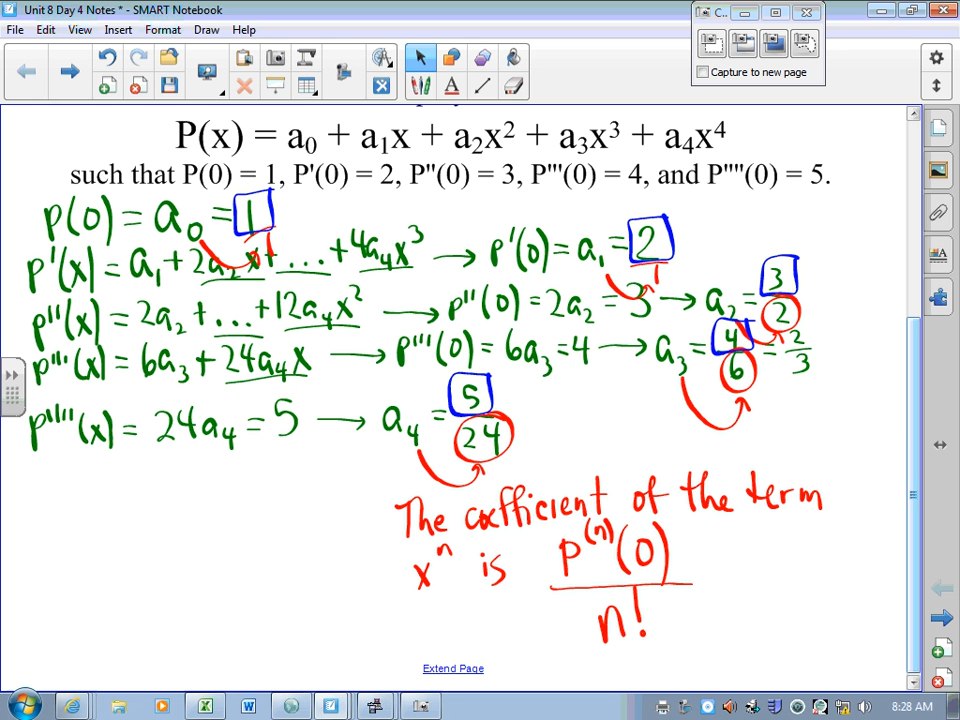 Unit 8 Day 4 Notes * - SMART Notebook
C..
File Edit View Insert Format Draw Help
Capture to new page
P(x) = a₀ + a₁x + a₂x² + a₃x³ + a₄x⁴
such that P(0) = 1, P'(0) = 2, P''(0) = 3, P'''(0) = 4, and P''''(0) = 5.
p(0) = a₀ = 1
p'(x) = a₁ + 2a₂x + ... + 4a₄x³ → p'(0) = a₁ = 2
p''(x) = 2a₂ + ... + 12a₄x² → p''(0) = 2a₂ = 3 → a₂ = 3/2
p'''(x) = 6a₃ + 24a₄x → p'''(0) = 6a₃ = 4 → a₃ = 4/6 = 2/3
p''''(x) = 24a₄ = 5 → a₄ = 5/24
The coefficient of the term
xⁿ is P⁽ⁿ⁾(0)/n!
Extend Page
8:28 AM